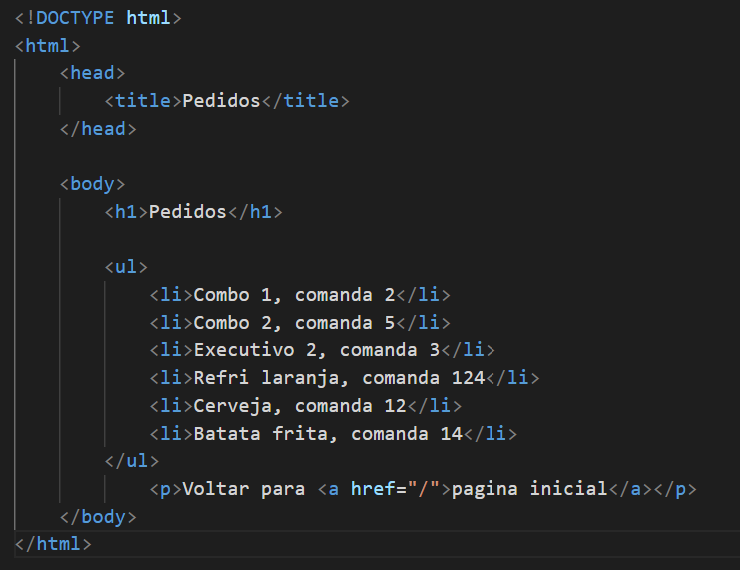 <!DOCTYPE html>
<html>
    <head>
        <title>Pedidos</title>
    </head>

    <body>
        <h1>Pedidos</h1>

        <ul>
            <li>Combo 1, comanda 2</li>
            <li>Combo 2, comanda 5</li>
            <li>Executivo 2, comanda 3</li>
            <li>Refri laranja, comanda 124</li>
            <li>Cerveja, comanda 12</li>
            <li>Batata frita, comanda 14</li>
        </ul>
            <p>Voltar para <a href="/">pagina inicial</a></p>
    </body>
</html>